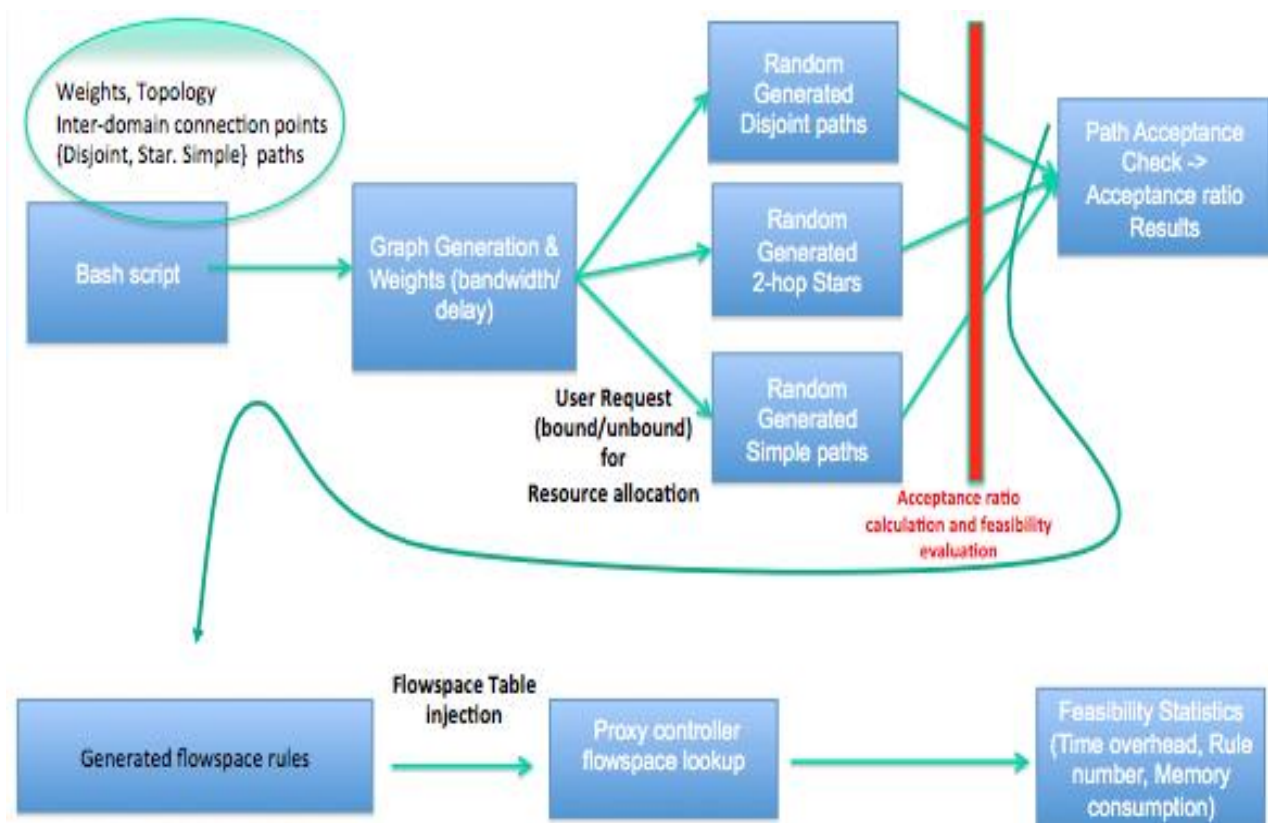 Weights, Topology
Inter-domain connection points
{Disjoint, Star. Simple} paths
Bash script
Graph Generation &
Weights (bandwidth/
delay)
Random
Generated
Disjoint paths
Random
Generated
2-hop Stars
Random
Generated
Simple paths
Path Acceptance
Check ->
Acceptance ratio
Results
User Request
(bound/unbound)
for
Resource allocation
Acceptance ratio
calculation and feasibility
evaluation
Generated flowspace rules
Flowspace Table
injection
Proxy controller
flowspace lookup
Feasibility Statistics
(Time overhead, Rule
number, Memory
consumption)